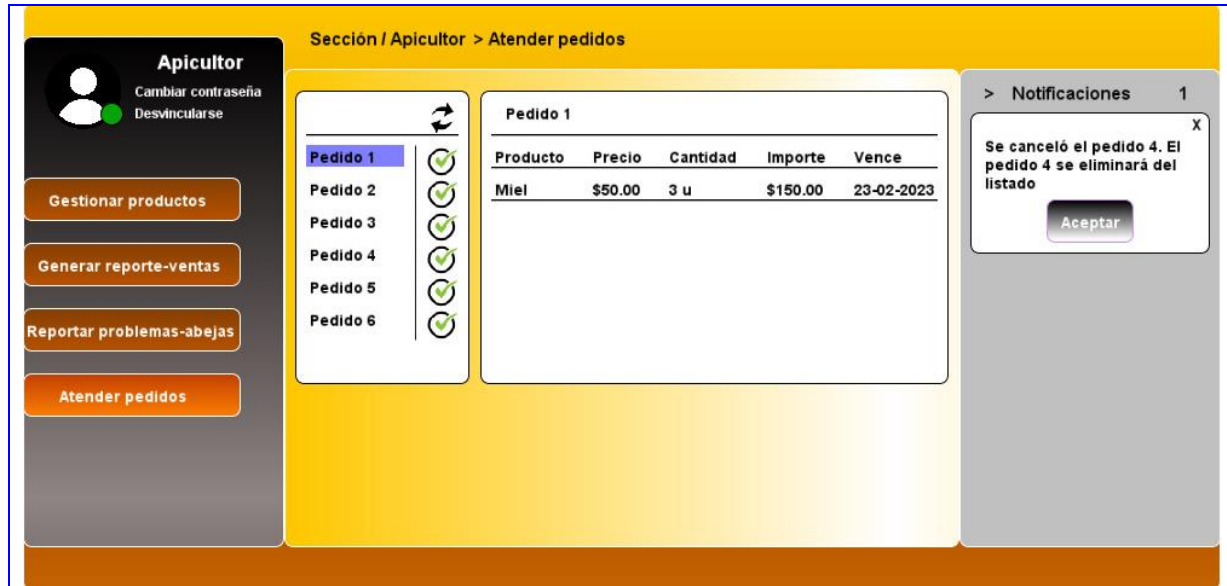 Sección / Apicultor > Atender pedidos
Apicultor
Cambiar contraseña
Desvincularse
Gestionar productos
Generar reporte-ventas
Reportar problemas-abejas
Atender pedidos
Pedido 1
Pedido 2
Pedido 3
Pedido 4
Pedido 5
Pedido 6
Pedido 1
Producto Precio Cantidad Importe Vence
Miel $50.00 3 u $150.00 23-02-2023
> Notificaciones 1
X
Se canceló el pedido 4. El
pedido 4 se eliminará del
listado
Aceptar